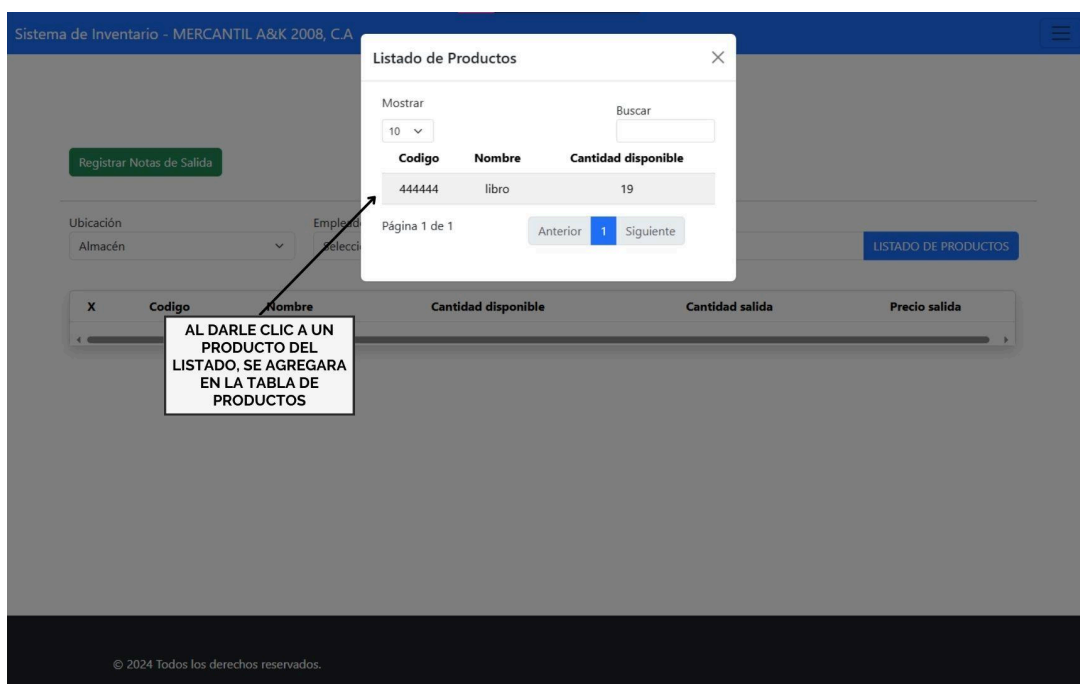 Sistema de Inventario - MERCANTIL A&K 2008, C.A
Listado de Productos
Mostrar
Buscar
10
Codigo Nombre Cantidad disponible
444444 libro 19
Página 1 de 1
Anterior 1 Siguiente
Registrar Notas de Salida
Ubicación
Almacén
LISTADO DE PRODUCTOS
X Codigo Nombre Cantidad disponible Cantidad salida Precio salida
AL DARLE CLIC A UN
PRODUCTO DEL
LISTADO, SE AGREGARA
EN LA TABLA DE
PRODUCTOS
© 2024 Todos los derechos reservados.